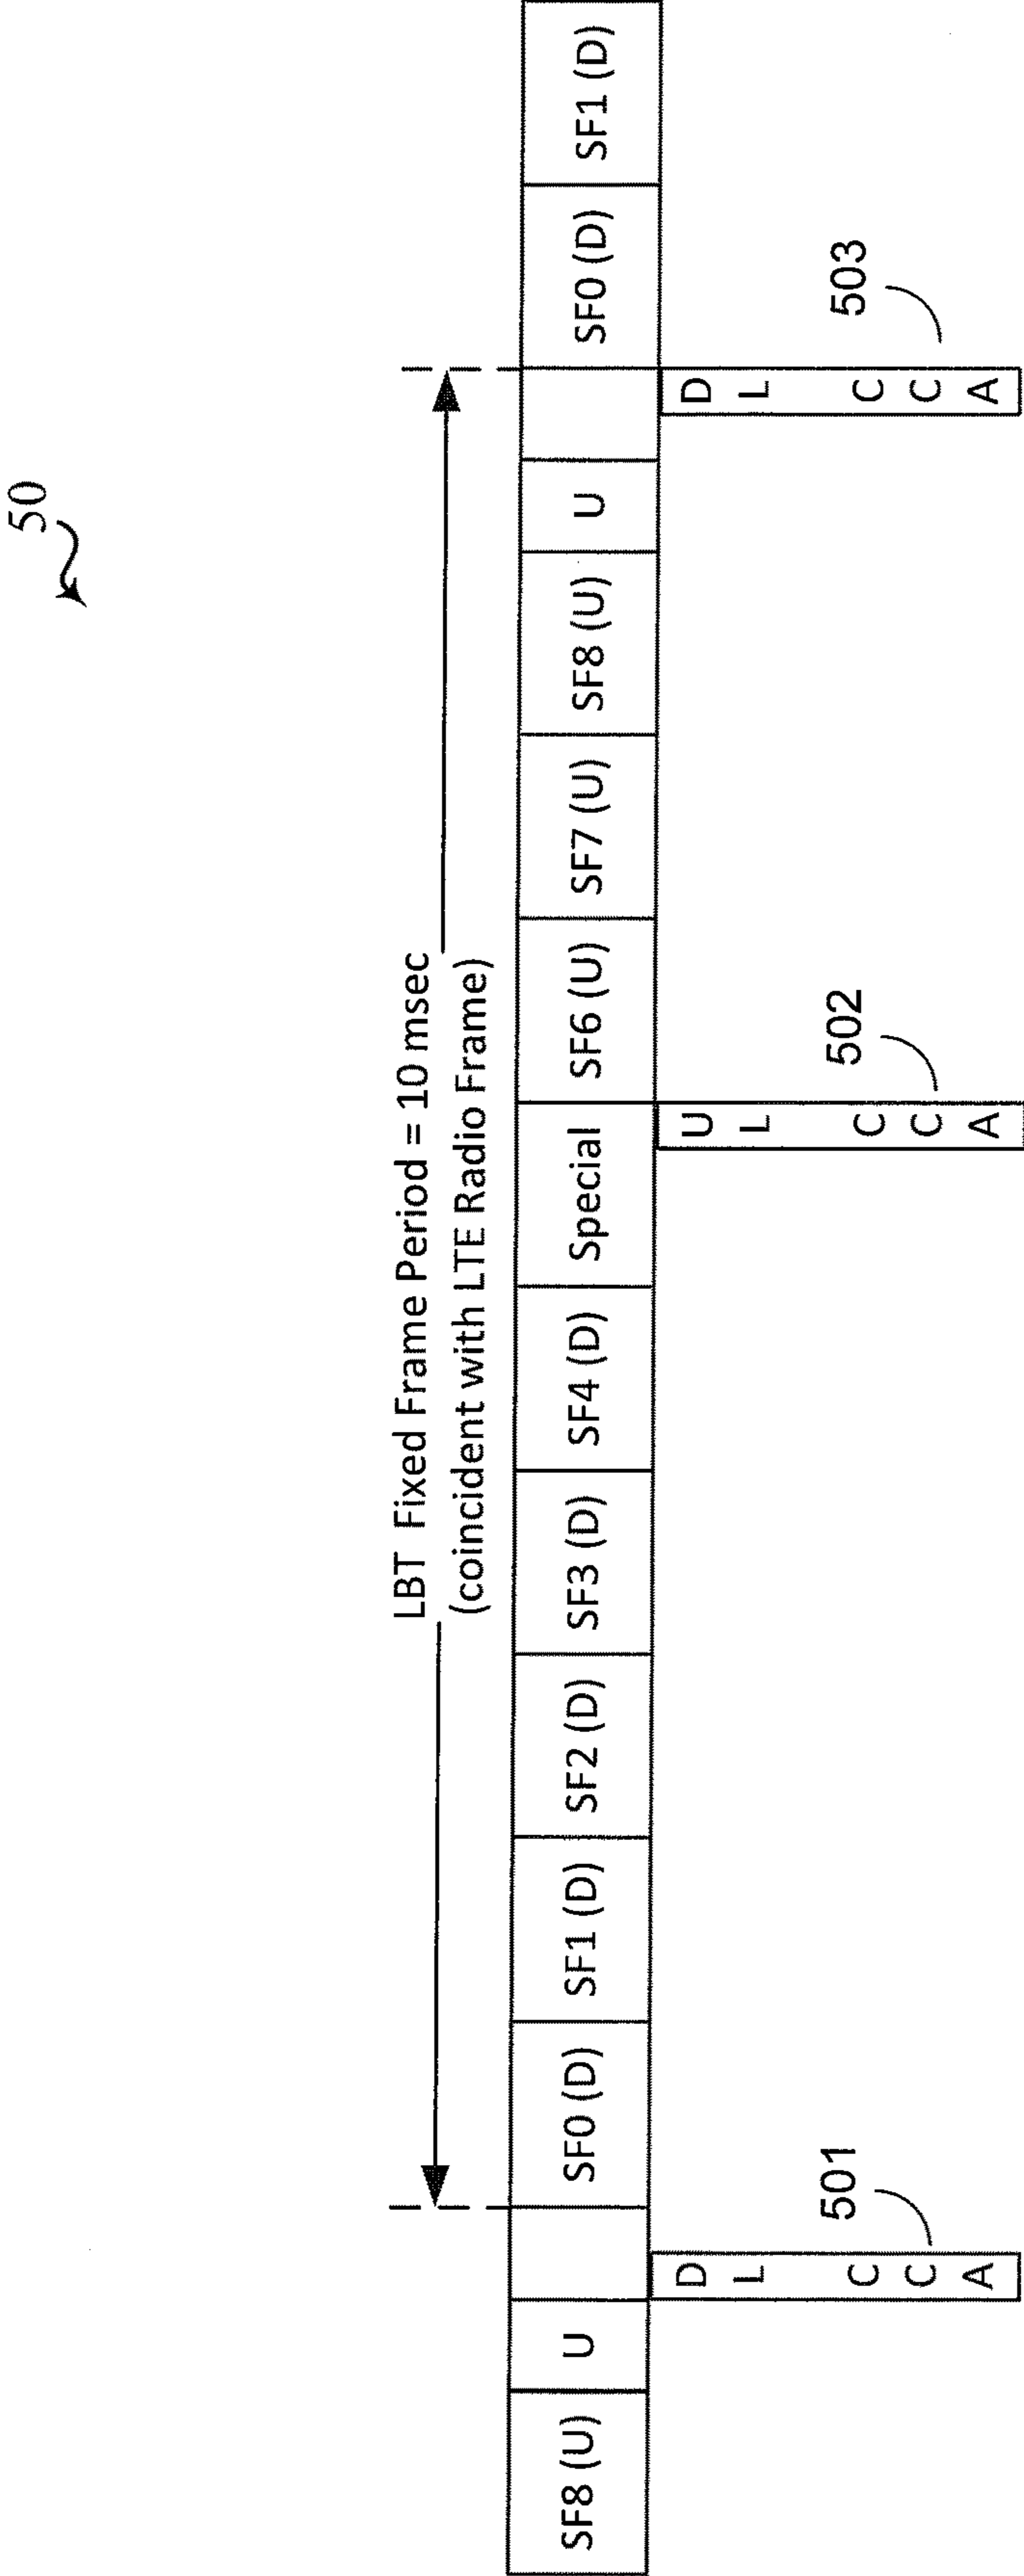 50
LBT Fixed Frame Period = 10 msec
(coincident with LTE Radio Frame)
SF8 (U)
U
SF0 (D)
SF1 (D)
SF2 (D)
SF3 (D)
SF4 (D)
Special
SF6 (U)
SF7 (U)
SF8 (U)
U
SF0 (D)
SF1 (D)
DL CCA
501
UL CCA
502
DL CCA
503